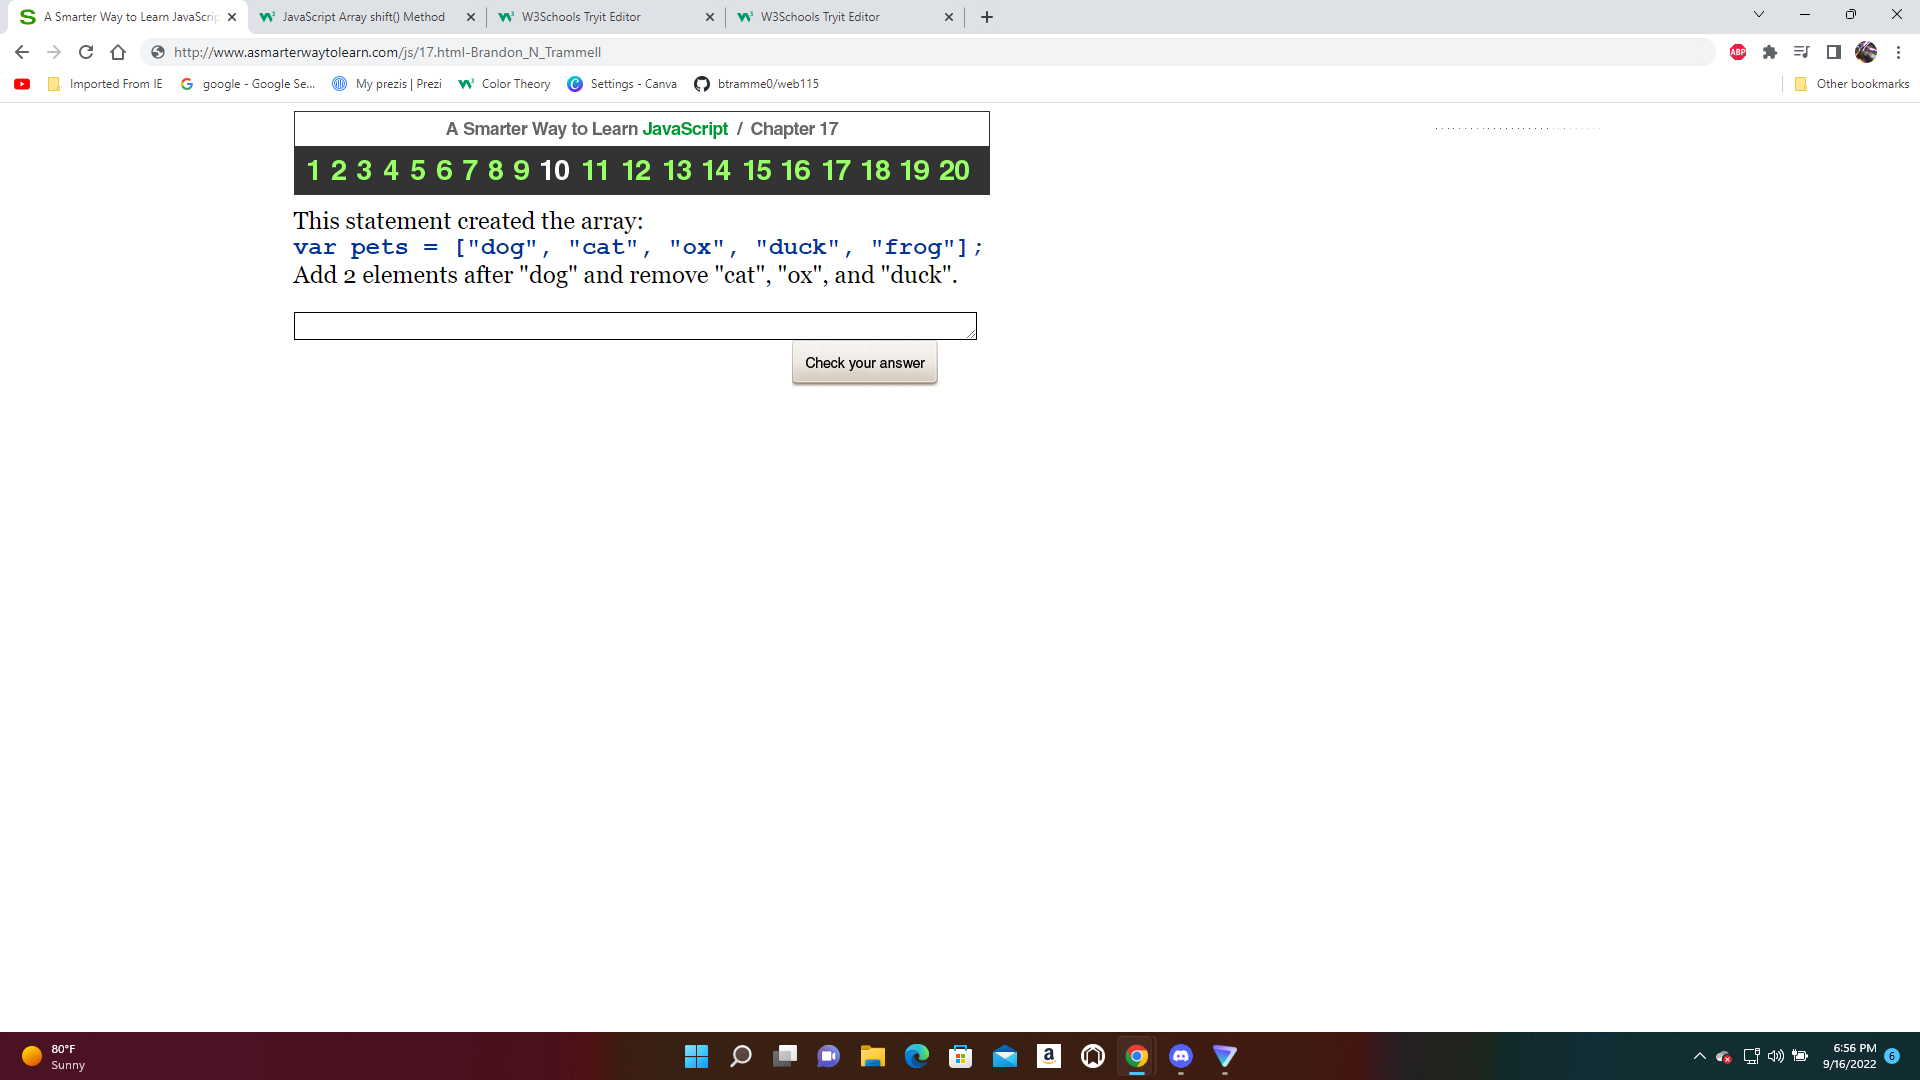 A Smarter Way to Learn JavaScrip
JavaScript Array shift() Method
W3Schools Tryit Editor
W3Schools Tryit Editor
http://www.asmarterwaytolearn.com/js/17.html-Brandon_N_Trammell
ABP
Imported From IE
google - Google Se...
My prezis | Prezi
Color Theory
Settings - Canva
btramme0/web115
Other bookmarks
A Smarter Way to Learn JavaScript / Chapter 17
1 2 3 4 5 6 7 8 9 10 11 12 13 14 15 16 17 18 19 20
This statement created the array:
var pets = ["dog", "cat", "ox", "duck", "frog"];
Add 2 elements after "dog" and remove "cat", "ox", and "duck".
Check your answer
80°F
Sunny
6:56 PM
9/16/2022
6